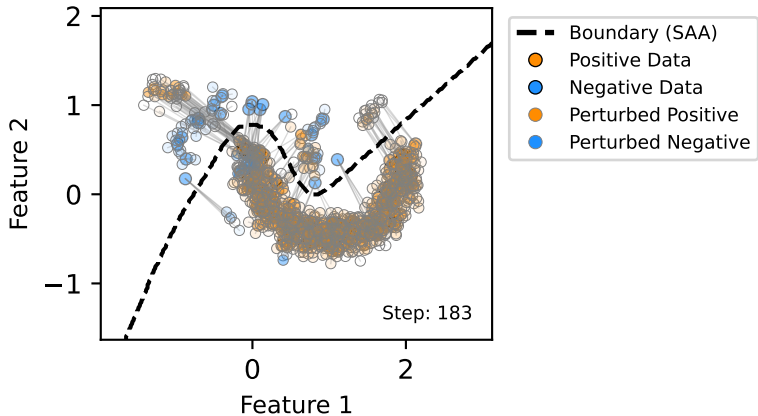 2
1
0
−1
Feature 2
0
2
Feature 1
Step: 183
Boundary (SAA)
Positive Data
Negative Data
Perturbed Positive
Perturbed Negative